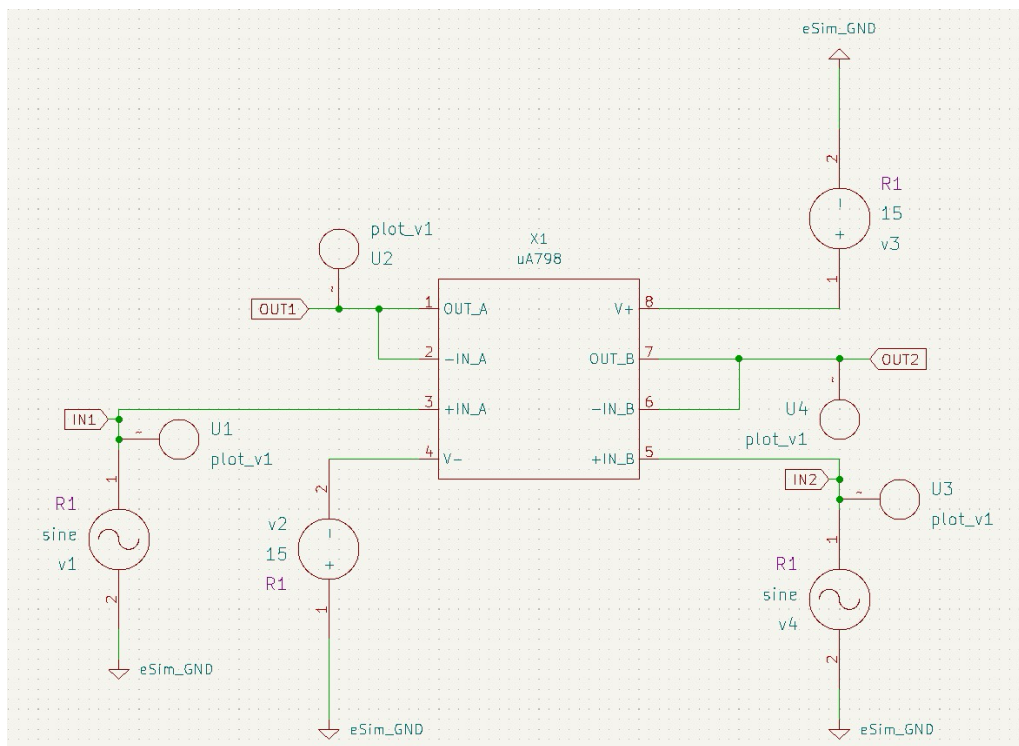 eSim_GND
2
R1
15
v3
1
plot_v1
U2
~
X1
uA798
OUT1
1
OUT_A
V+
8
2
-IN_A
OUT_B
7
OUT2
~
IN1
3
+IN_A
-IN_B
6
U4
plot_v1
~
U1
plot_v1
4
V-
+IN_B
5
IN2
~
U3
plot_v1
1
R1
sine
v1
2
eSim_GND
2
v2
15
R1
1
eSim_GND
1
R1
sine
v4
2
eSim_GND